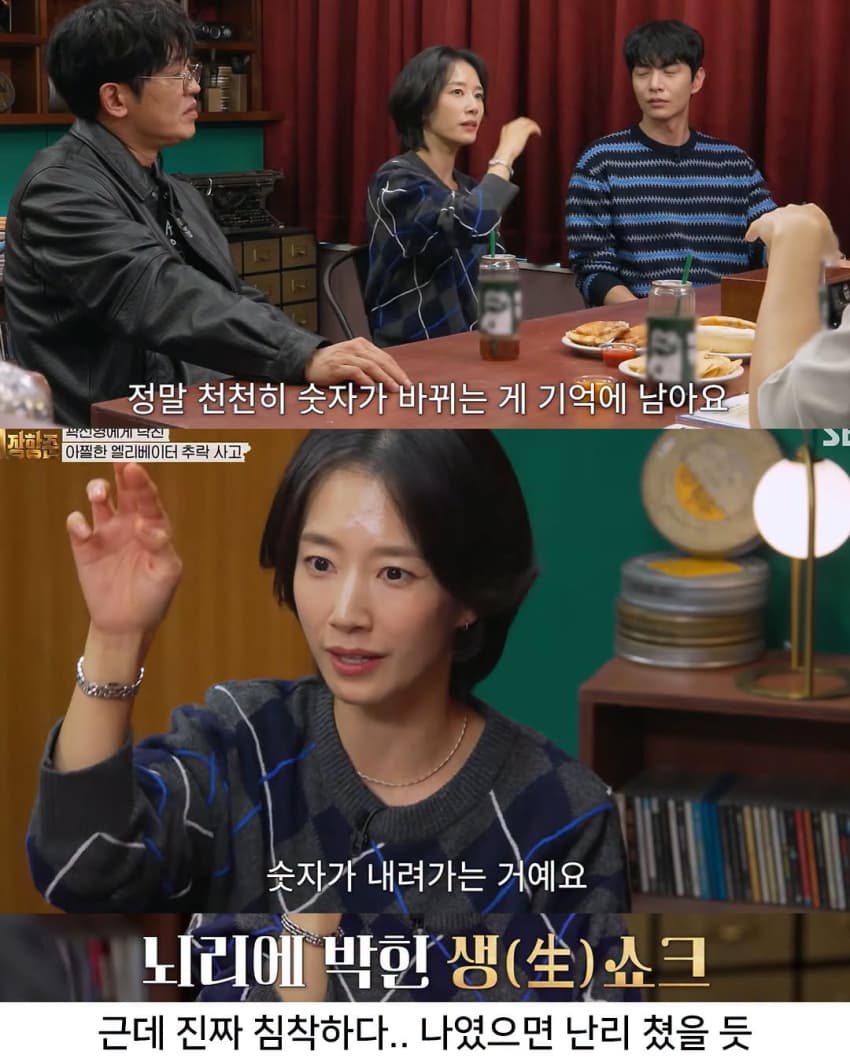 정말 천천히 숫자가 바뀌는 게 기억에 남아요
아찔한 엘리베이터 추락 사고
숫자가 내려가는 거예요
뇌리에 박힌 생(生)쇼크
근데 진짜 침착하다.. 나였으면 난리 쳤을 듯